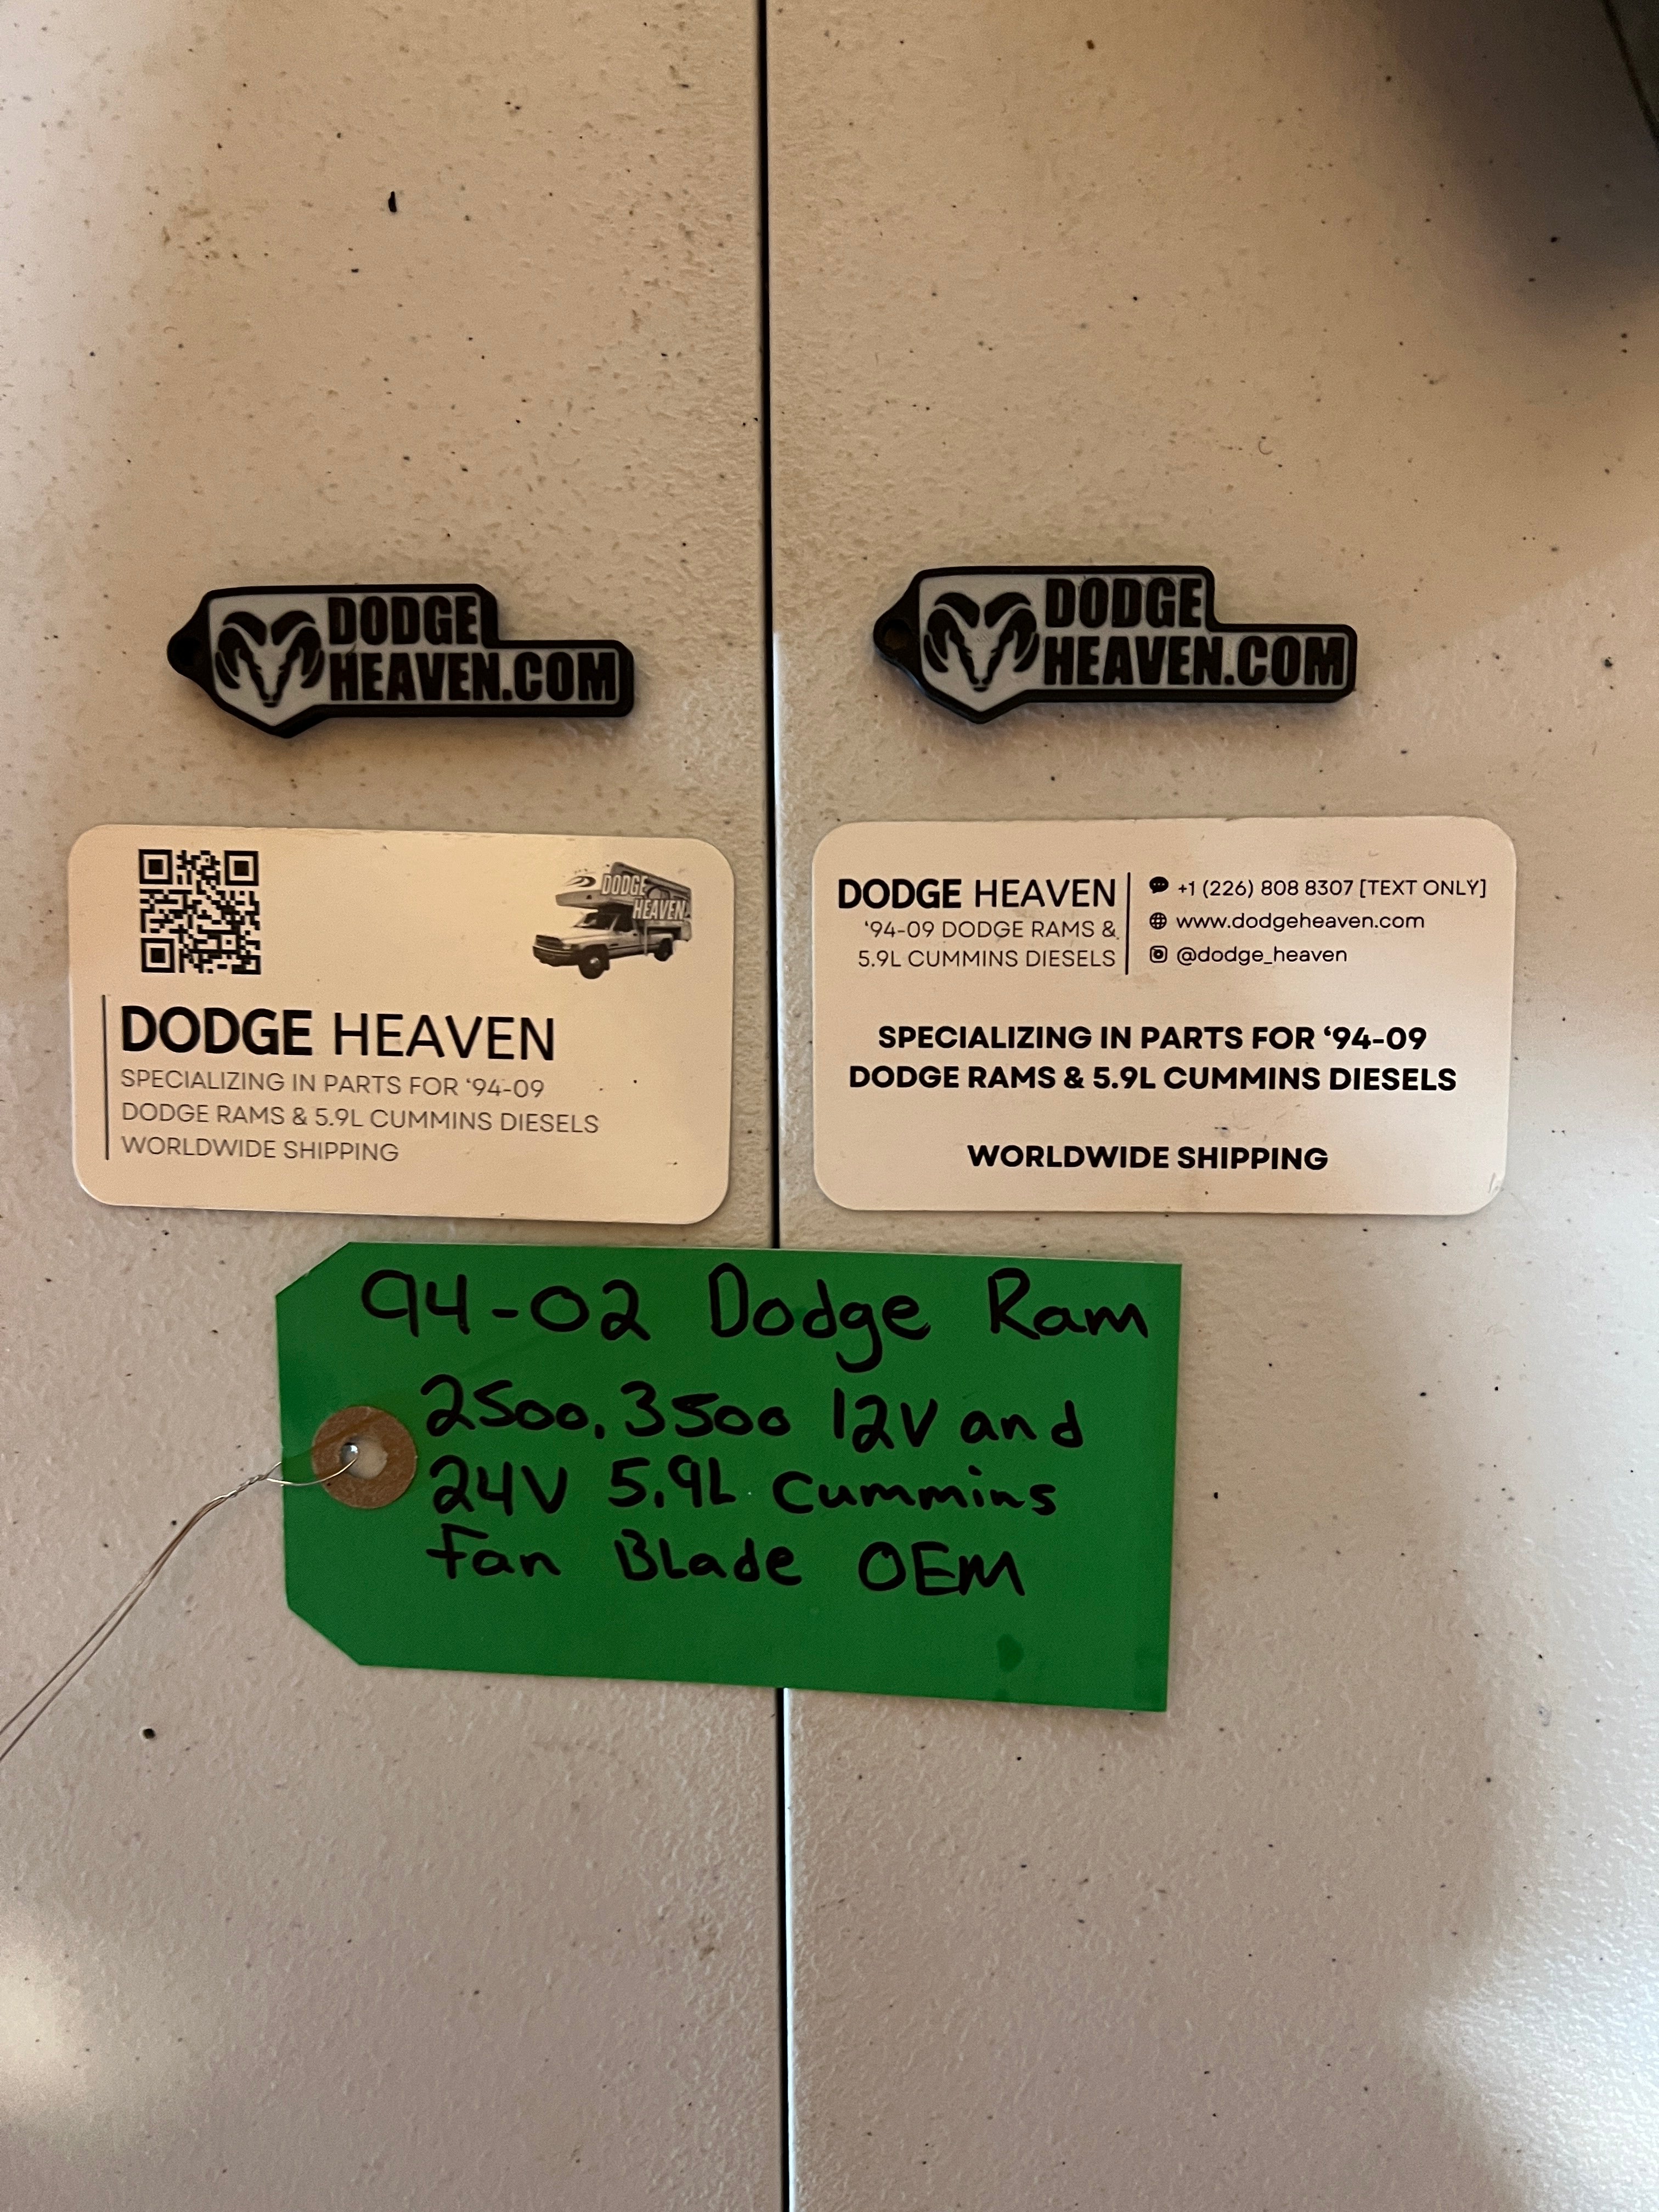 DODGE
HEAVEN.COM
DODGE
HEAVEN.COM
DODGE
HEAVEN
DODGE HEAVEN
SPECIALIZING IN PARTS FOR ‘94-09
DODGE RAMS & 5.9L CUMMINS DIESELS
WORLDWIDE SHIPPING
DODGE HEAVEN
‘94-09 DODGE RAMS &
5.9L CUMMINS DIESELS
+1 (226) 808 8307 [TEXT ONLY]
www.dodgeheaven.com
@dodge_heaven
SPECIALIZING IN PARTS FOR ‘94-09
DODGE RAMS & 5.9L CUMMINS DIESELS
WORLDWIDE SHIPPING
94-02 Dodge Ram
2500, 3500 12V and
24V 5.9L Cummins
Fan Blade OEM